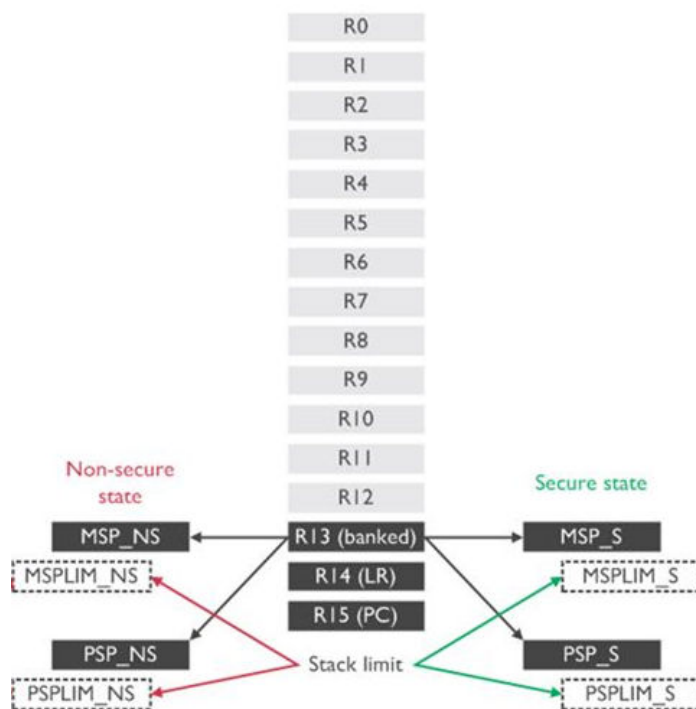 R0
R1
R2
R3
R4
R5
R6
R7
R8
R9
R10
R11
Non-secure
state
R12
Secure state
MSP_NS
R13 (banked)
MSP_S
MSPLIM_NS
R14 (LR)
MSPLIM_S
R15 (PC)
PSP_NS
Stack limit
PSP_S
PSPLIM_NS
PSPLIM_S